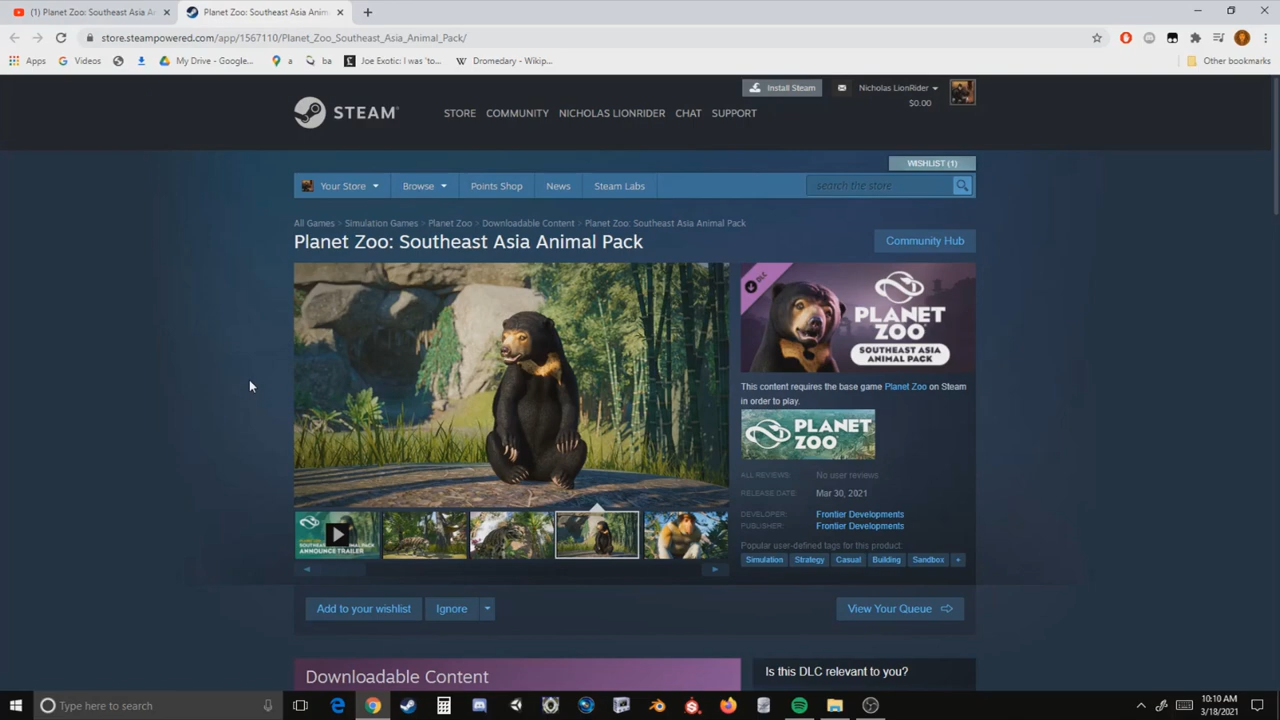 (1) Planet Zoo: Southeast Asia A
Planet Zoo: Southeast Asia Anim
store.steampowered.com/app/1567110/Planet_Zoo_Southeast_Asia_Animal_Pack/
Apps
Videos
My Drive - Google...
a
ba
Joe Exotic: I was 'to...
Dromedary - Wikip...
Other bookmarks
Install Steam
Nicholas LionRider
$0.00
STEAM
STORE
COMMUNITY
NICHOLAS LIONRIDER
CHAT
SUPPORT
WISHLIST (1)
Your Store
Browse
Points Shop
News
Steam Labs
search the store
All Games > Simulation Games > Planet Zoo > Downloadable Content > Planet Zoo: Southeast Asia Animal Pack
Planet Zoo: Southeast Asia Animal Pack
Community Hub
DLC
PLANET
ZOO
SOUTHEAST ASIA
ANIMAL PACK
This content requires the base game Planet Zoo on Steam
in order to play.
PLANET
ZOO
ALL REVIEWS: No user reviews
RELEASE DATE: Mar 30, 2021
DEVELOPER: Frontier Developments
PUBLISHER: Frontier Developments
Popular user-defined tags for this product:
Simulation
Strategy
Casual
Building
Sandbox
+
ANNOUNCE TRAILER
Add to your wishlist
Ignore
View Your Queue
Downloadable Content
Is this DLC relevant to you?
Type here to search
10:10 AM
3/18/2021